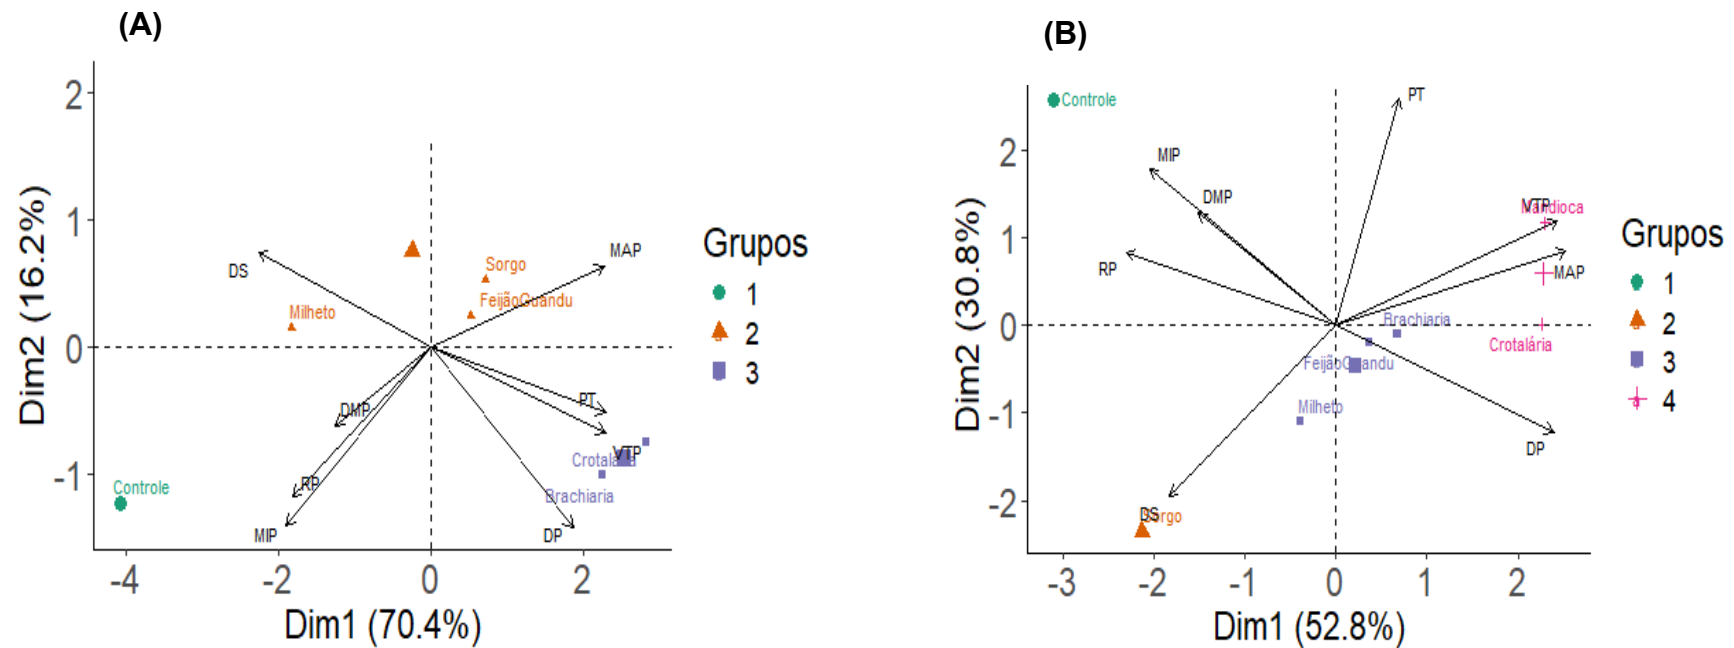 (A)
2
1
0
-1
Dim2 (16.2%)
DS
MAP
Sorgo
FeijãoGuandu
Milheto
DMP
PT
VTP
RP
Crotalária
Controle
Brachiaria
MIP
DP
-4
-2
0
2
Dim1 (70.4%)
Grupos
1
2
3
(B)
2
1
0
-1
-2
Dim2 (30.8%)
Controle
PT
MIP
DMP
VTP
Mandioca
RP
MAP
Brachiaria
Crotalária
FeijãoGuandu
Milheto
DP
DS
Sorgo
-3
-2
-1
0
1
2
Dim1 (52.8%)
Grupos
1
2
3
4